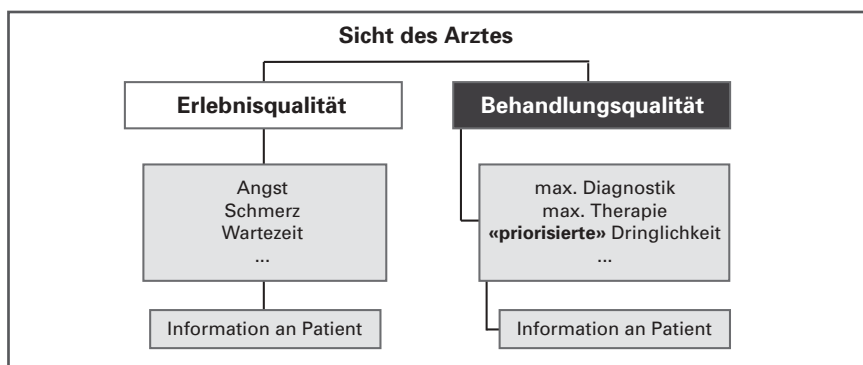 Sicht des Arztes
Erlebnisqualität
Behandlungsqualität
Angst
Schmerz
Wartezeit
...
max. Diagnostik
max. Therapie
«priorisierte» Dringlichkeit
...
Information an Patient
Information an Patient